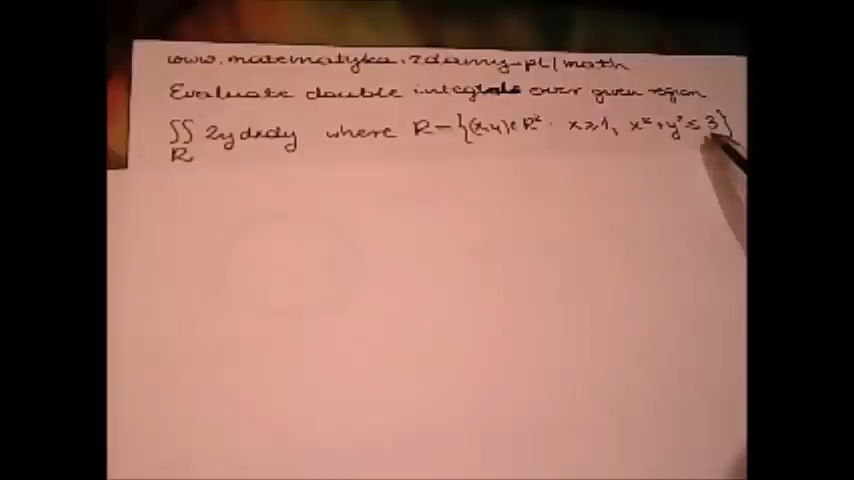 www.matematyka.zdamy.pl/math
Evaluate double integrals over given region
∬ 2y dxdy where R = {(x,y)∈R² : x ≥ 1, x² + y² ≤ 3}
R